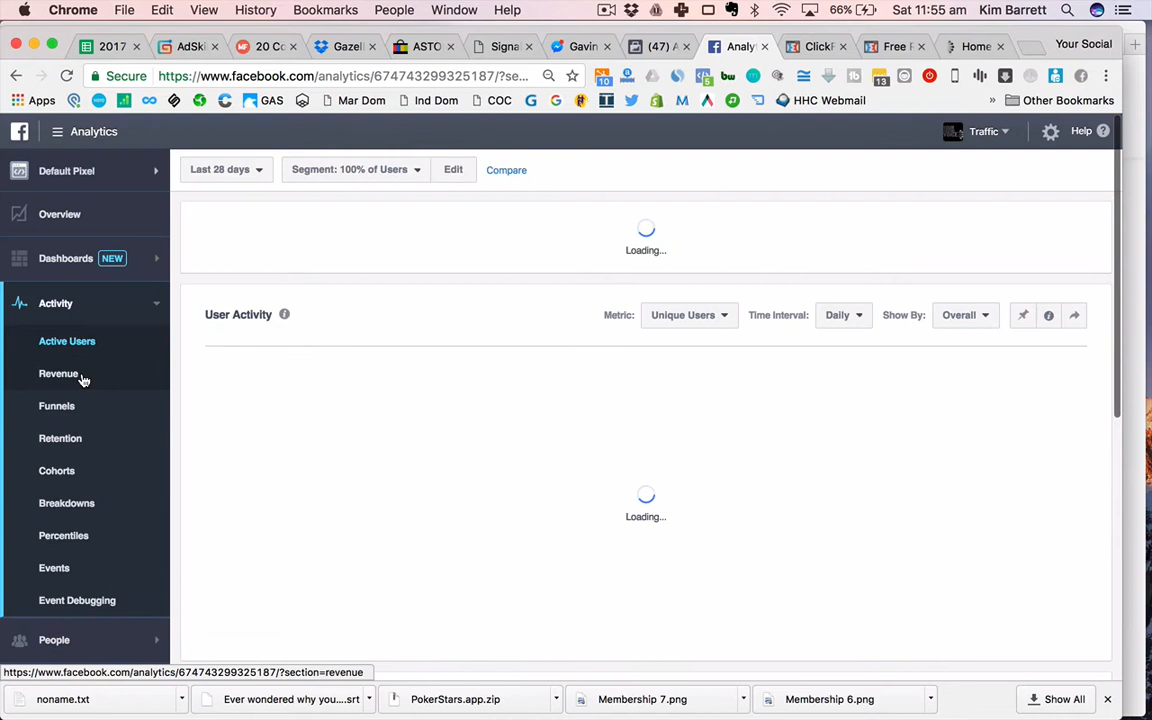 Chrome File Edit View History Bookmarks People Window Help 66% Sat 11:55 am Kim Barrett
2017 AdSki 20 Co Gazell ASTO Signa Gavin (47) A Analy ClickF Free F Home Your Social
Secure https://www.facebook.com/analytics/674743299325187/?se...
Apps GAS Mar Dom Ind Dom COC HHC Webmail » Other Bookmarks
Analytics Traffic Help
Default Pixel
Last 28 days Segment: 100% of Users Edit Compare
Overview
Loading...
Dashboards NEW
Activity
User Activity Metric: Unique Users Time Interval: Daily Show By: Overall
Active Users
Revenue
Funnels
Retention
Cohorts
Breakdowns
Loading...
Percentiles
Events
Event Debugging
People
https://www.facebook.com/analytics/674743299325187/?section=revenue
noname.txt Ever wondered why you....srt PokerStars.app.zip Membership 7.png Membership 6.png Show All